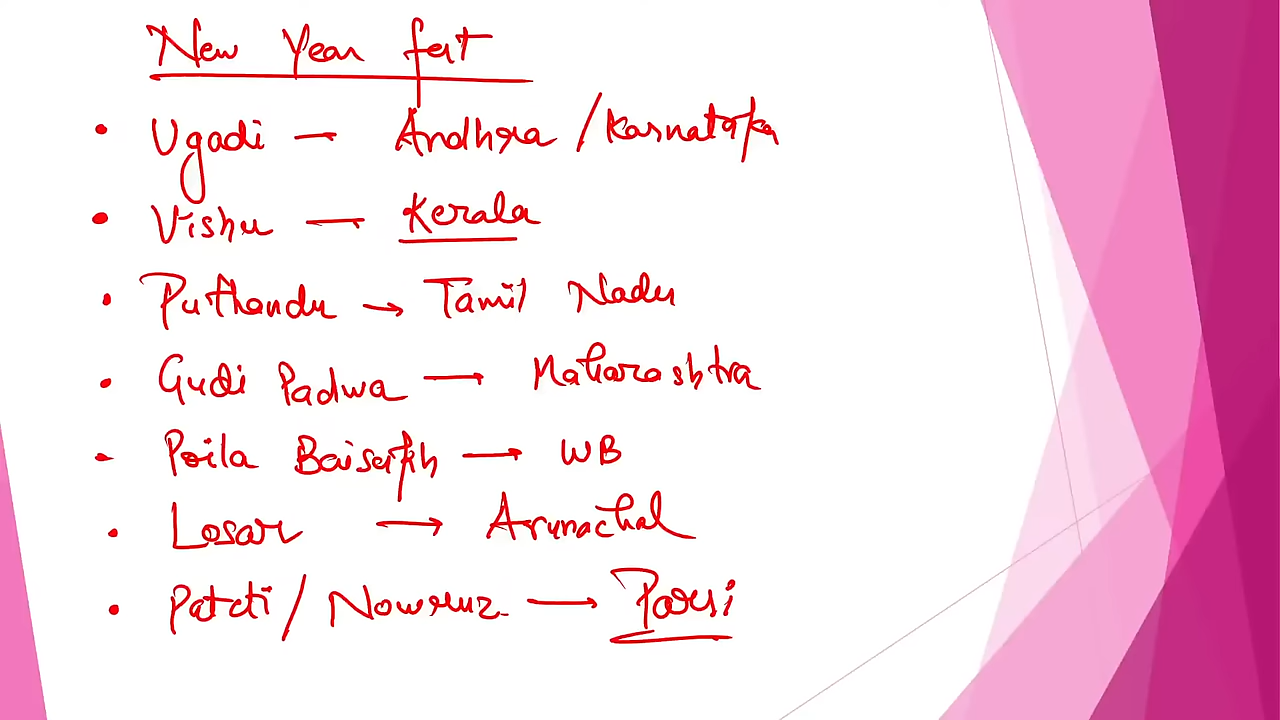 New Year fest
• Ugadi — Andhra / Karnataka
• Vishu — Kerala
• Puthandu → Tamil Nadu
• Gudi Padwa → Maharashtra
• Poila Baisakh → WB
• Losar → Arunachal
• Pateti / Nowruz → Parsi